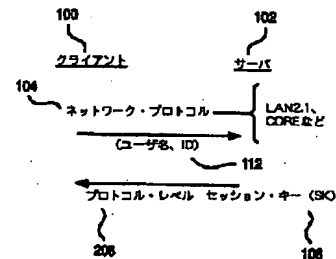 100 102
クライアント サーバ
104 ネットワーク・プロトコル LAN2.1、
COREなど
(ユーザ名、ID)
112
プロトコル・レベル セッション・キー (SK)
206 106